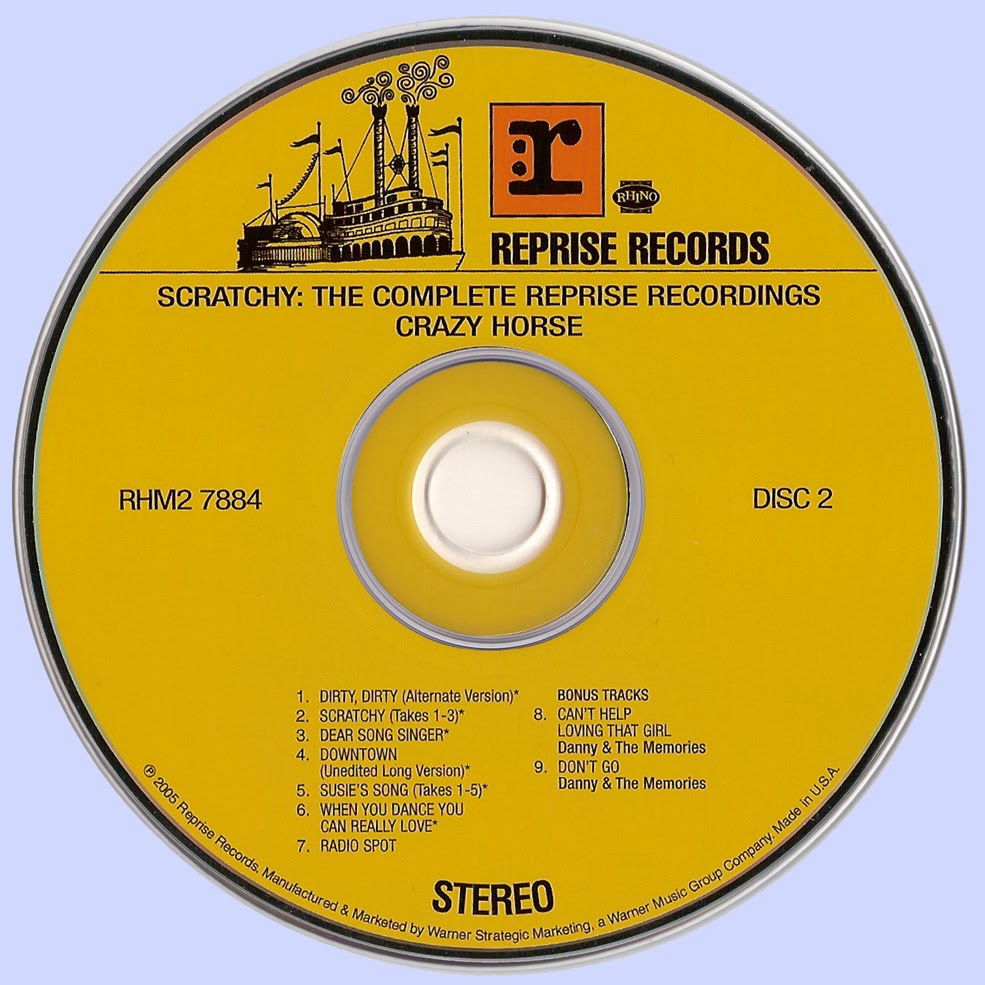 r
RHINO
REPRISE RECORDS
SCRATCHY: THE COMPLETE REPRISE RECORDINGS
CRAZY HORSE
RHM2 7884
DISC 2
1. DIRTY, DIRTY (Alternate Version)*
2. SCRATCHY (Takes 1-3)*
3. DEAR SONG SINGER*
4. DOWNTOWN
(Unedited Long Version)*
5. SUSIE'S SONG (Takes 1-5)*
6. WHEN YOU DANCE YOU
CAN REALLY LOVE*
7. RADIO SPOT
BONUS TRACKS
8. CAN'T HELP
LOVING THAT GIRL
Danny & The Memories
9. DON'T GO
Danny & The Memories
STEREO
℗ 2005 Reprise Records. Manufactured & Marketed by Warner Strategic Marketing, a Warner Music Group Company. Made in U.S.A.